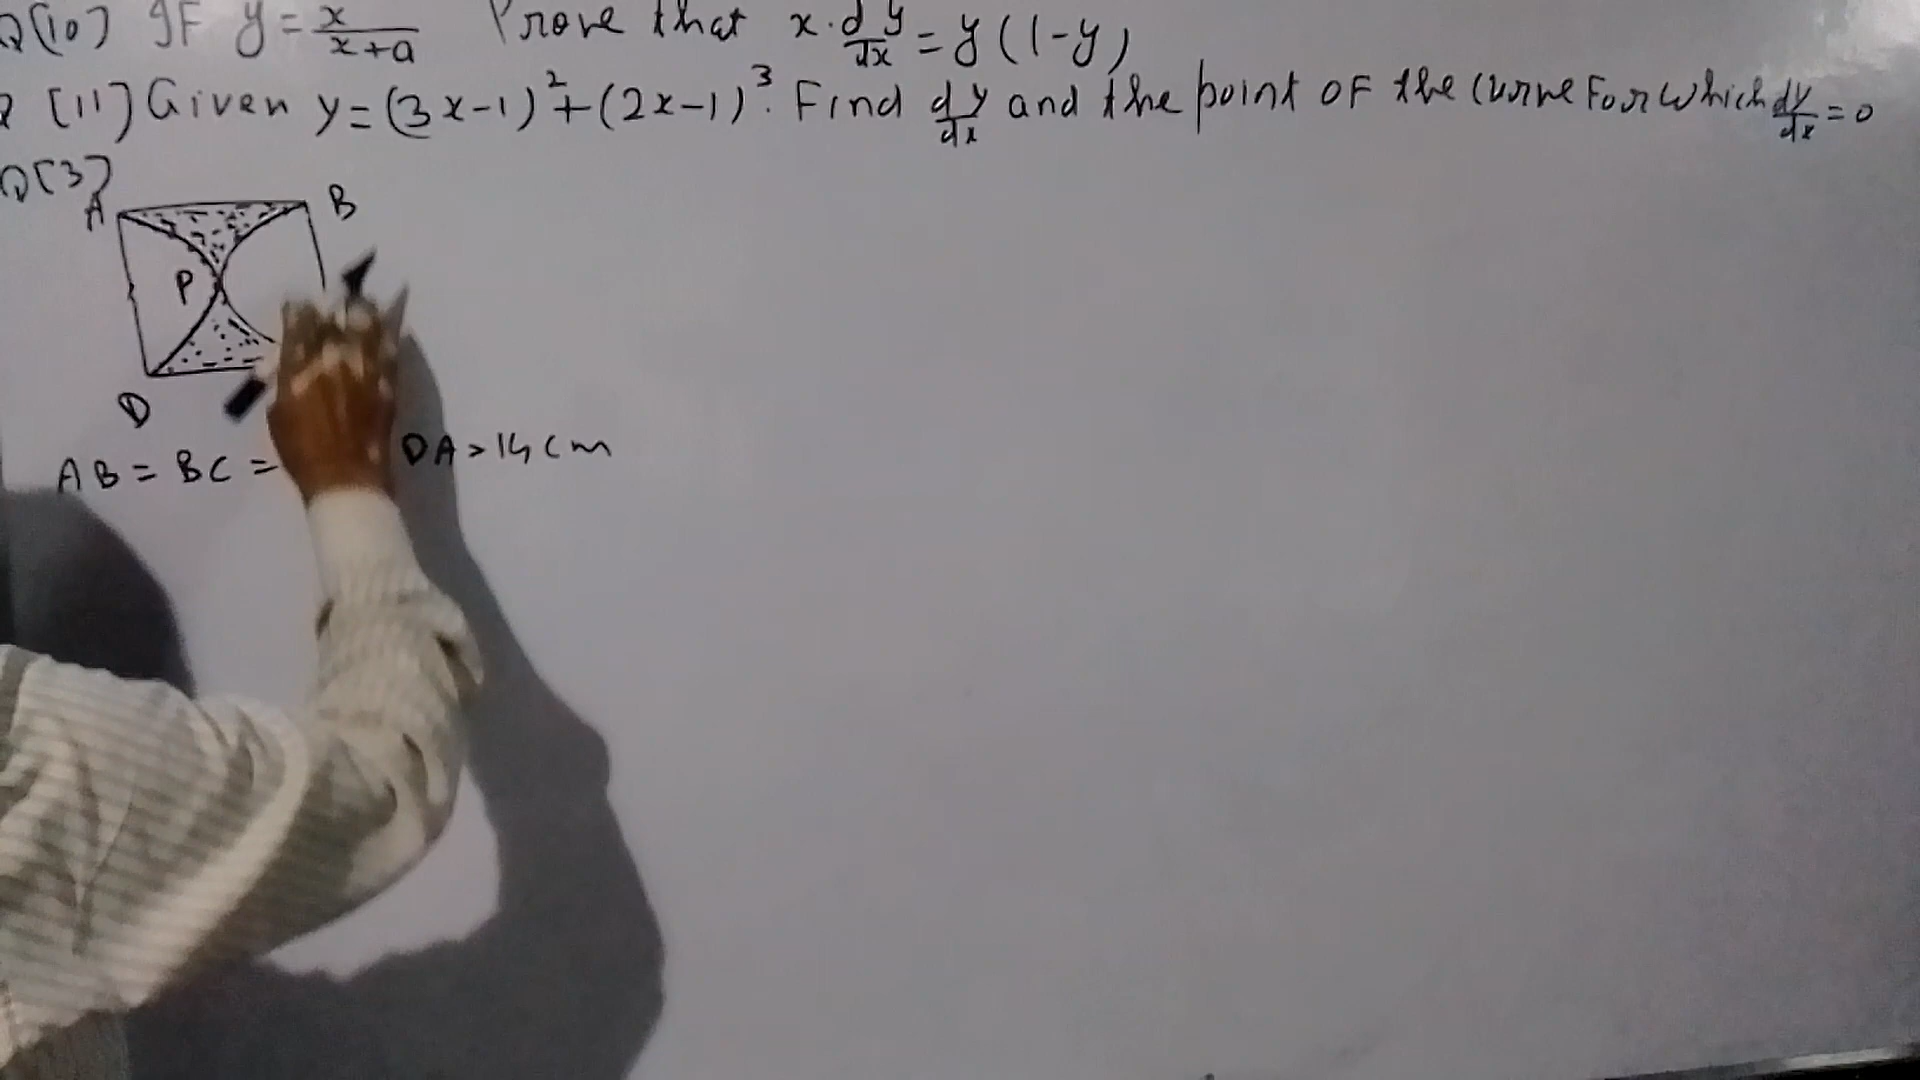 Q[10] If y = x/(x+a) Prove that x.dy/dx = y(1-y)
Q [11] Given y = (3x-1)²+(2x-1)³. Find dy/dx and the point of the curve for which dy/dx = 0
Q[3]
A B
P
D
AB = BC = DA = 14 cm